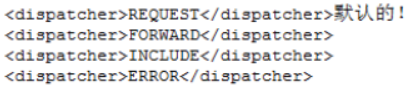 <dispatcher>REQUEST</dispatcher>默认的！
<dispatcher>FORWARD</dispatcher>
<dispatcher>INCLUDE</dispatcher>
<dispatcher>ERROR</dispatcher>